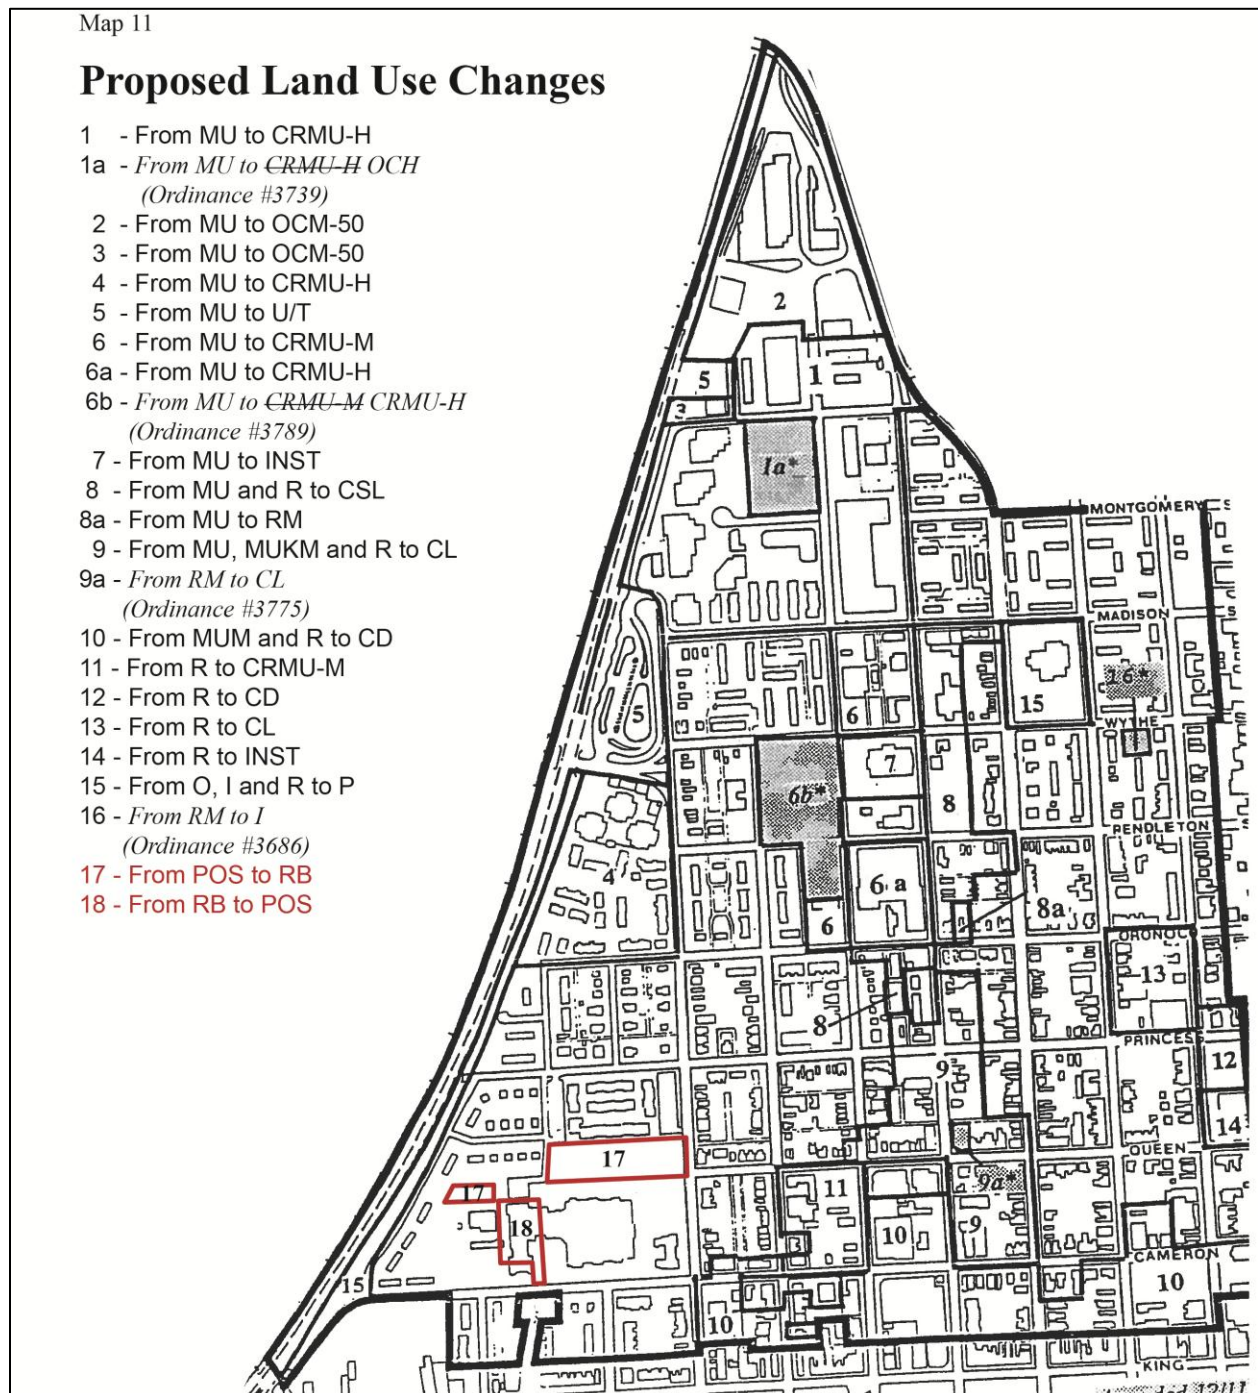 Map 11
Proposed Land Use Changes
1 - From MU to CRMU-H
1a - From MU to CRMU-H OCH
(Ordinance #3739)
2 - From MU to OCM-50
3 - From MU to OCM-50
4 - From MU to CRMU-H
5 - From MU to U/T
6 - From MU to CRMU-M
6a - From MU to CRMU-H
6b - From MU to CRMU-M CRMU-H
(Ordinance #3789)
7 - From MU to INST
8 - From MU and R to CSL
8a - From MU to RM
9 - From MU, MUKM and R to CL
9a - From RM to CL
(Ordinance #3775)
10 - From MUM and R to CD
11 - From R to CRMU-M
12 - From R to CD
13 - From R to CL
14 - From R to INST
15 - From O, I and R to P
16 - From RM to I
(Ordinance #3686)
17 - From POS to RB
18 - From RB to POS
2
1
5
3
1a*
MONTGOMERY
MADISON
16*
15
5
6
WYTHE
7
6b*
8
PENDLETON
4
6 a
8a
6
ORONOCO
13
8
PRINCESS
9
12
14
17
QUEEN
17
11
9a*
18
10
9
CAMERON
15
10
10
KING